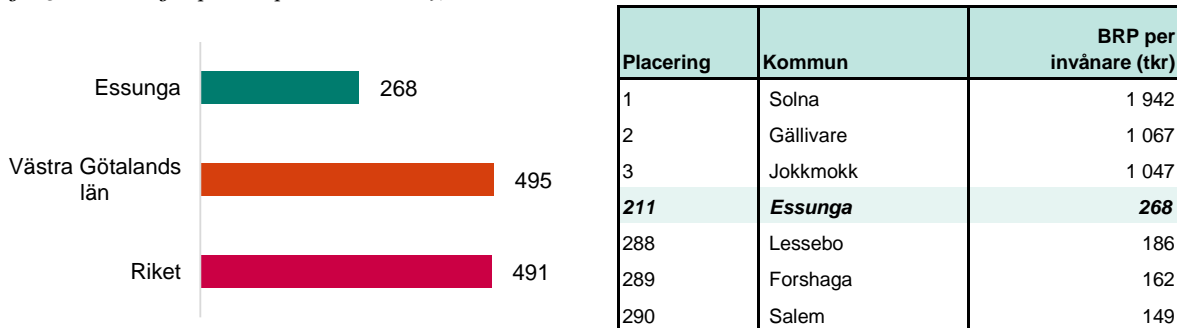 Essunga 268
Västra Götalands
län 495
Riket 491
Placering Kommun BRP per
invånare (tkr)
1 Solna 1 942
2 Gällivare 1 067
3 Jokkmokk 1 047
211 Essunga 268
288 Lessebo 186
289 Forshaga 162
290 Salem 149